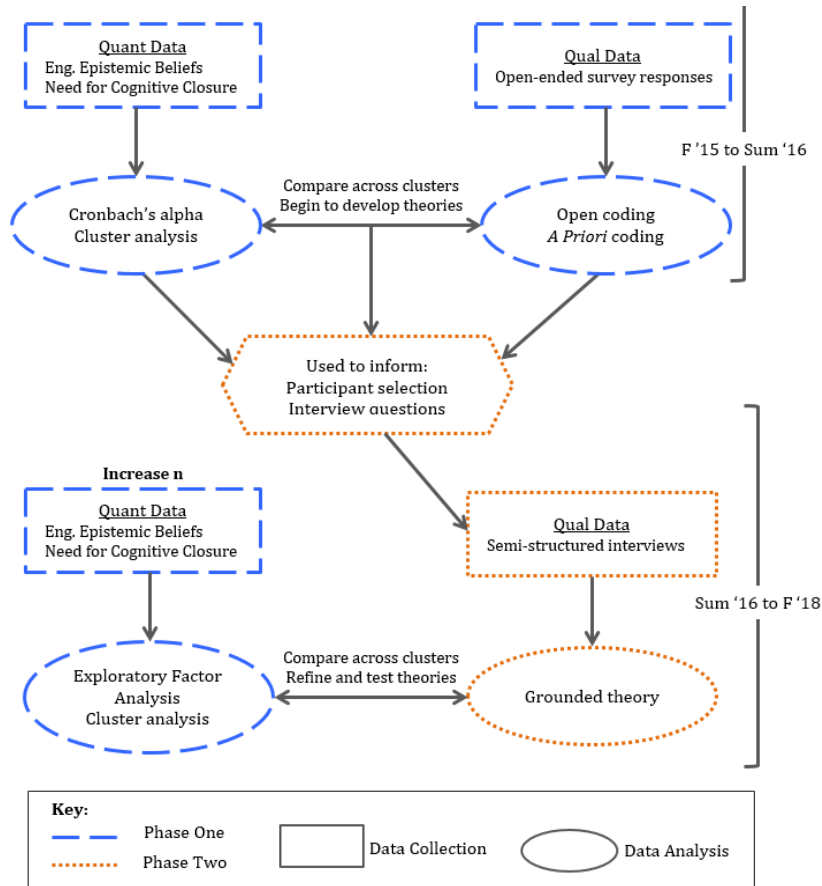 Quant Data
Eng. Epistemic Beliefs
Need for Cognitive Closure
Qual Data
Open-ended survey responses
F '15 to Sum '16
Compare across clusters
Begin to develop theories
Cronbach's alpha
Cluster analysis
Open coding
A Priori coding
Used to inform:
Participant selection
Interview questions
Increase n
Quant Data
Eng. Epistemic Beliefs
Need for Cognitive Closure
Qual Data
Semi-structured interviews
Sum '16 to F '18
Compare across clusters
Refine and test theories
Exploratory Factor
Analysis
Cluster analysis
Grounded theory
Key:
Phase One
Phase Two
Data Collection
Data Analysis